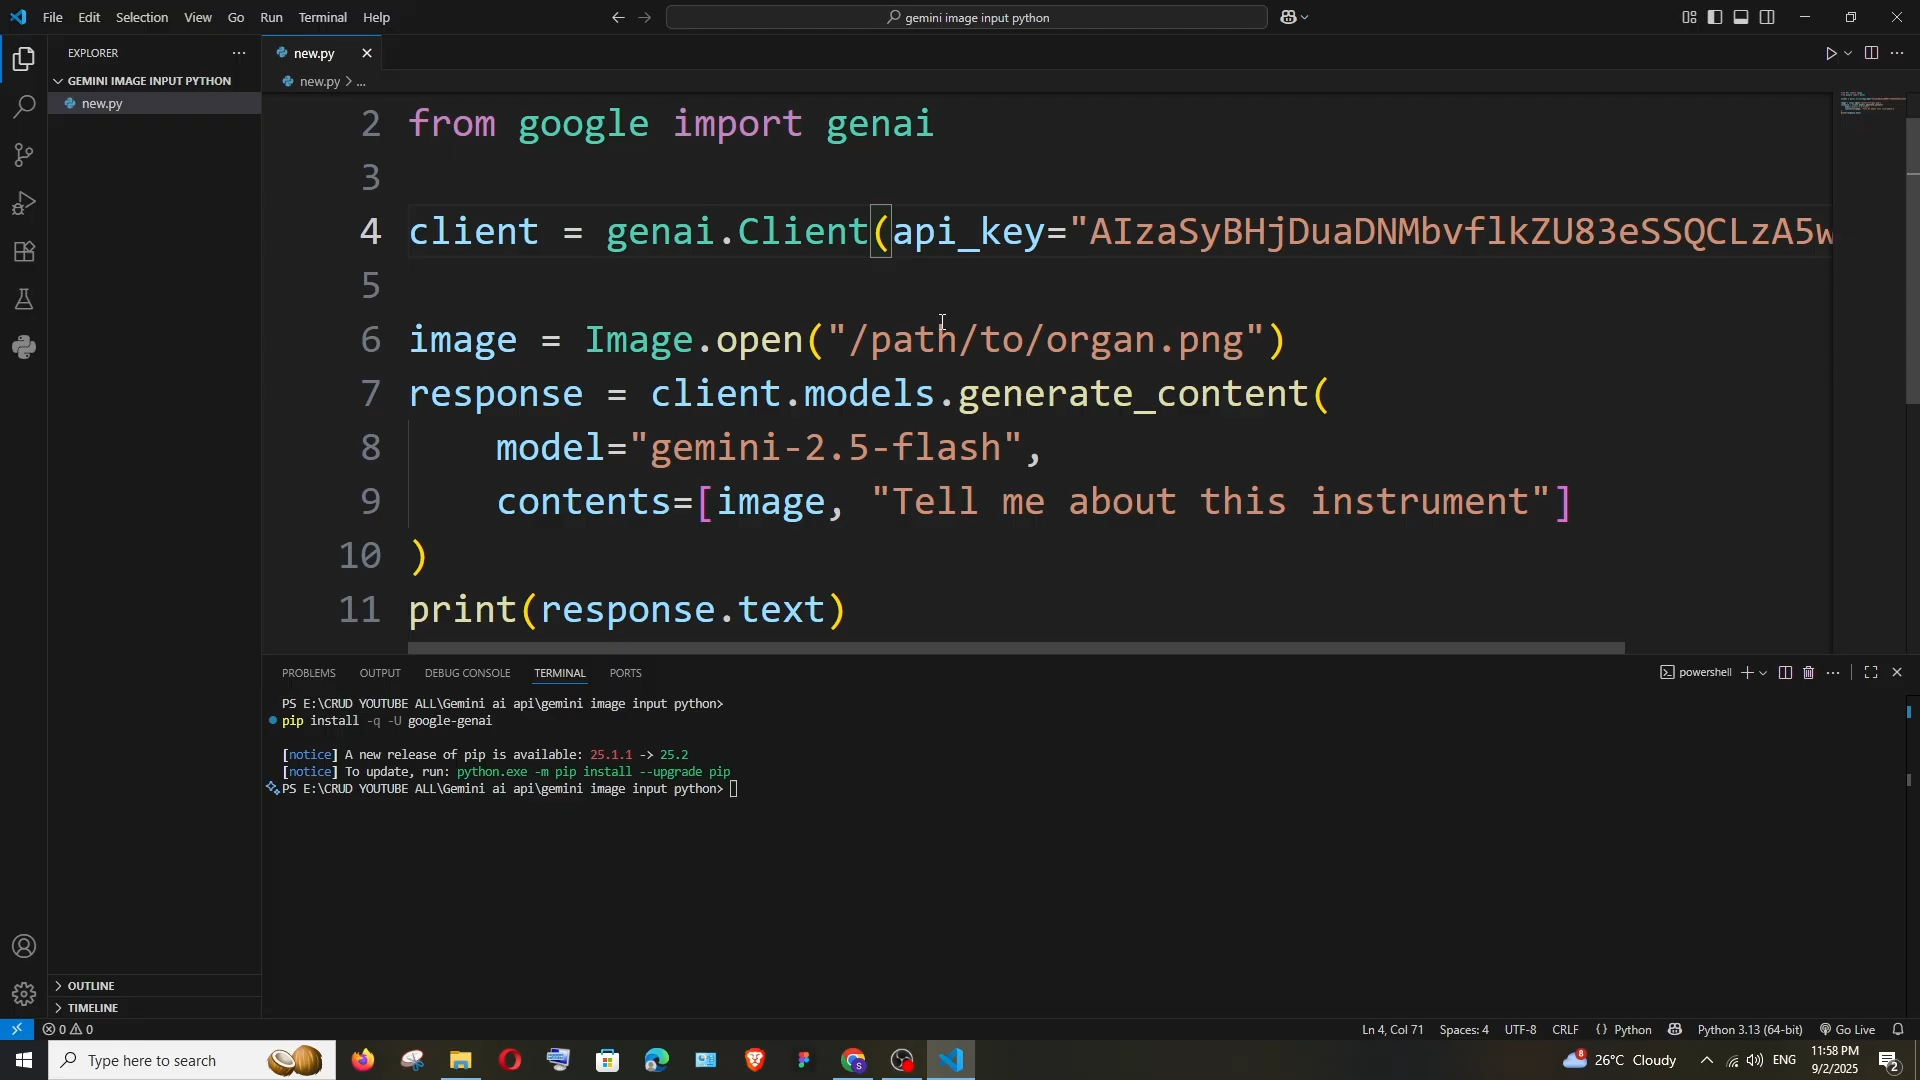 File Edit Selection View Go Run Terminal Help
gemini image input python
EXPLORER
GEMINI IMAGE INPUT PYTHON
new.py
new.py
new.py > ...
2 from google import genai
3
4 client = genai.Client(api_key="AIzaSyBHjDuaDNMbvflkZU83eSSQCLzA5w
5
6 image = Image.open("/path/to/organ.png")
7 response = client.models.generate_content(
8 model="gemini-2.5-flash",
9 contents=[image, "Tell me about this instrument"]
10 )
11 print(response.text)
PROBLEMS OUTPUT DEBUG CONSOLE TERMINAL PORTS
powershell
PS E:\CRUD YOUTUBE ALL\Gemini ai api\gemini image input python>
pip install -q -U google-genai
[notice] A new release of pip is available: 25.1.1 -> 25.2
[notice] To update, run: python.exe -m pip install --upgrade pip
PS E:\CRUD YOUTUBE ALL\Gemini ai api\gemini image input python>
OUTLINE
TIMELINE
0 0
Ln 4, Col 71 Spaces: 4 UTF-8 CRLF {} Python Python 3.13 (64-bit) Go Live
Type here to search
26°C Cloudy
ENG
11:58 PM
9/2/2025
2